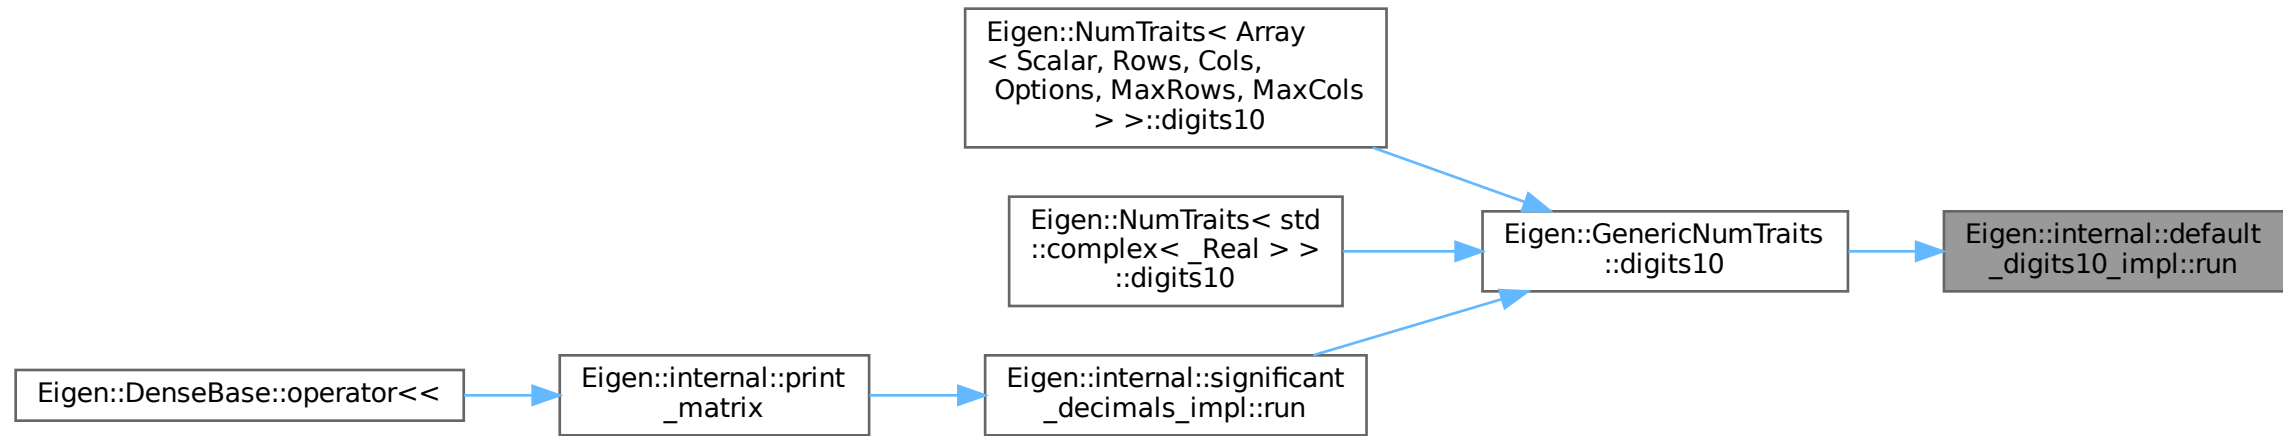 Eigen::NumTraits< Array
< Scalar, Rows, Cols,
Options, MaxRows, MaxCols
> >::digits10
Eigen::NumTraits< std
::complex< _Real > >
::digits10
Eigen::GenericNumTraits
::digits10
Eigen::internal::default
_digits10_impl::run
Eigen::DenseBase::operator<<
Eigen::internal::print
_matrix
Eigen::internal::significant
_decimals_impl::run